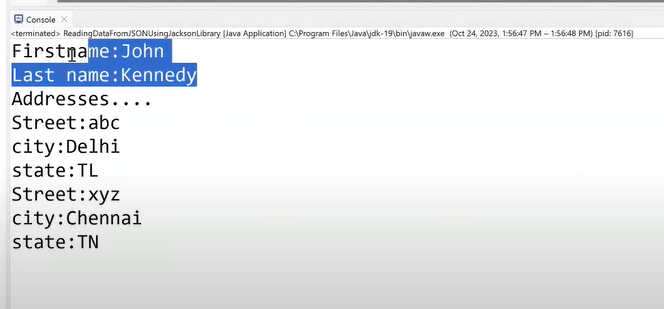 Console
<terminated> ReadingDataFromJSONUsingJacksonLibrary [Java Application] C:\Program Files\Java\jdk-19\bin\javaw.exe (Oct 24, 2023, 1:56:47 PM – 1:56:48 PM) [pid: 7616]
Firstname:John
Last name:Kennedy
Addresses....
Street:abc
city:Delhi
state:TL
Street:xyz
city:Chennai
state:TN